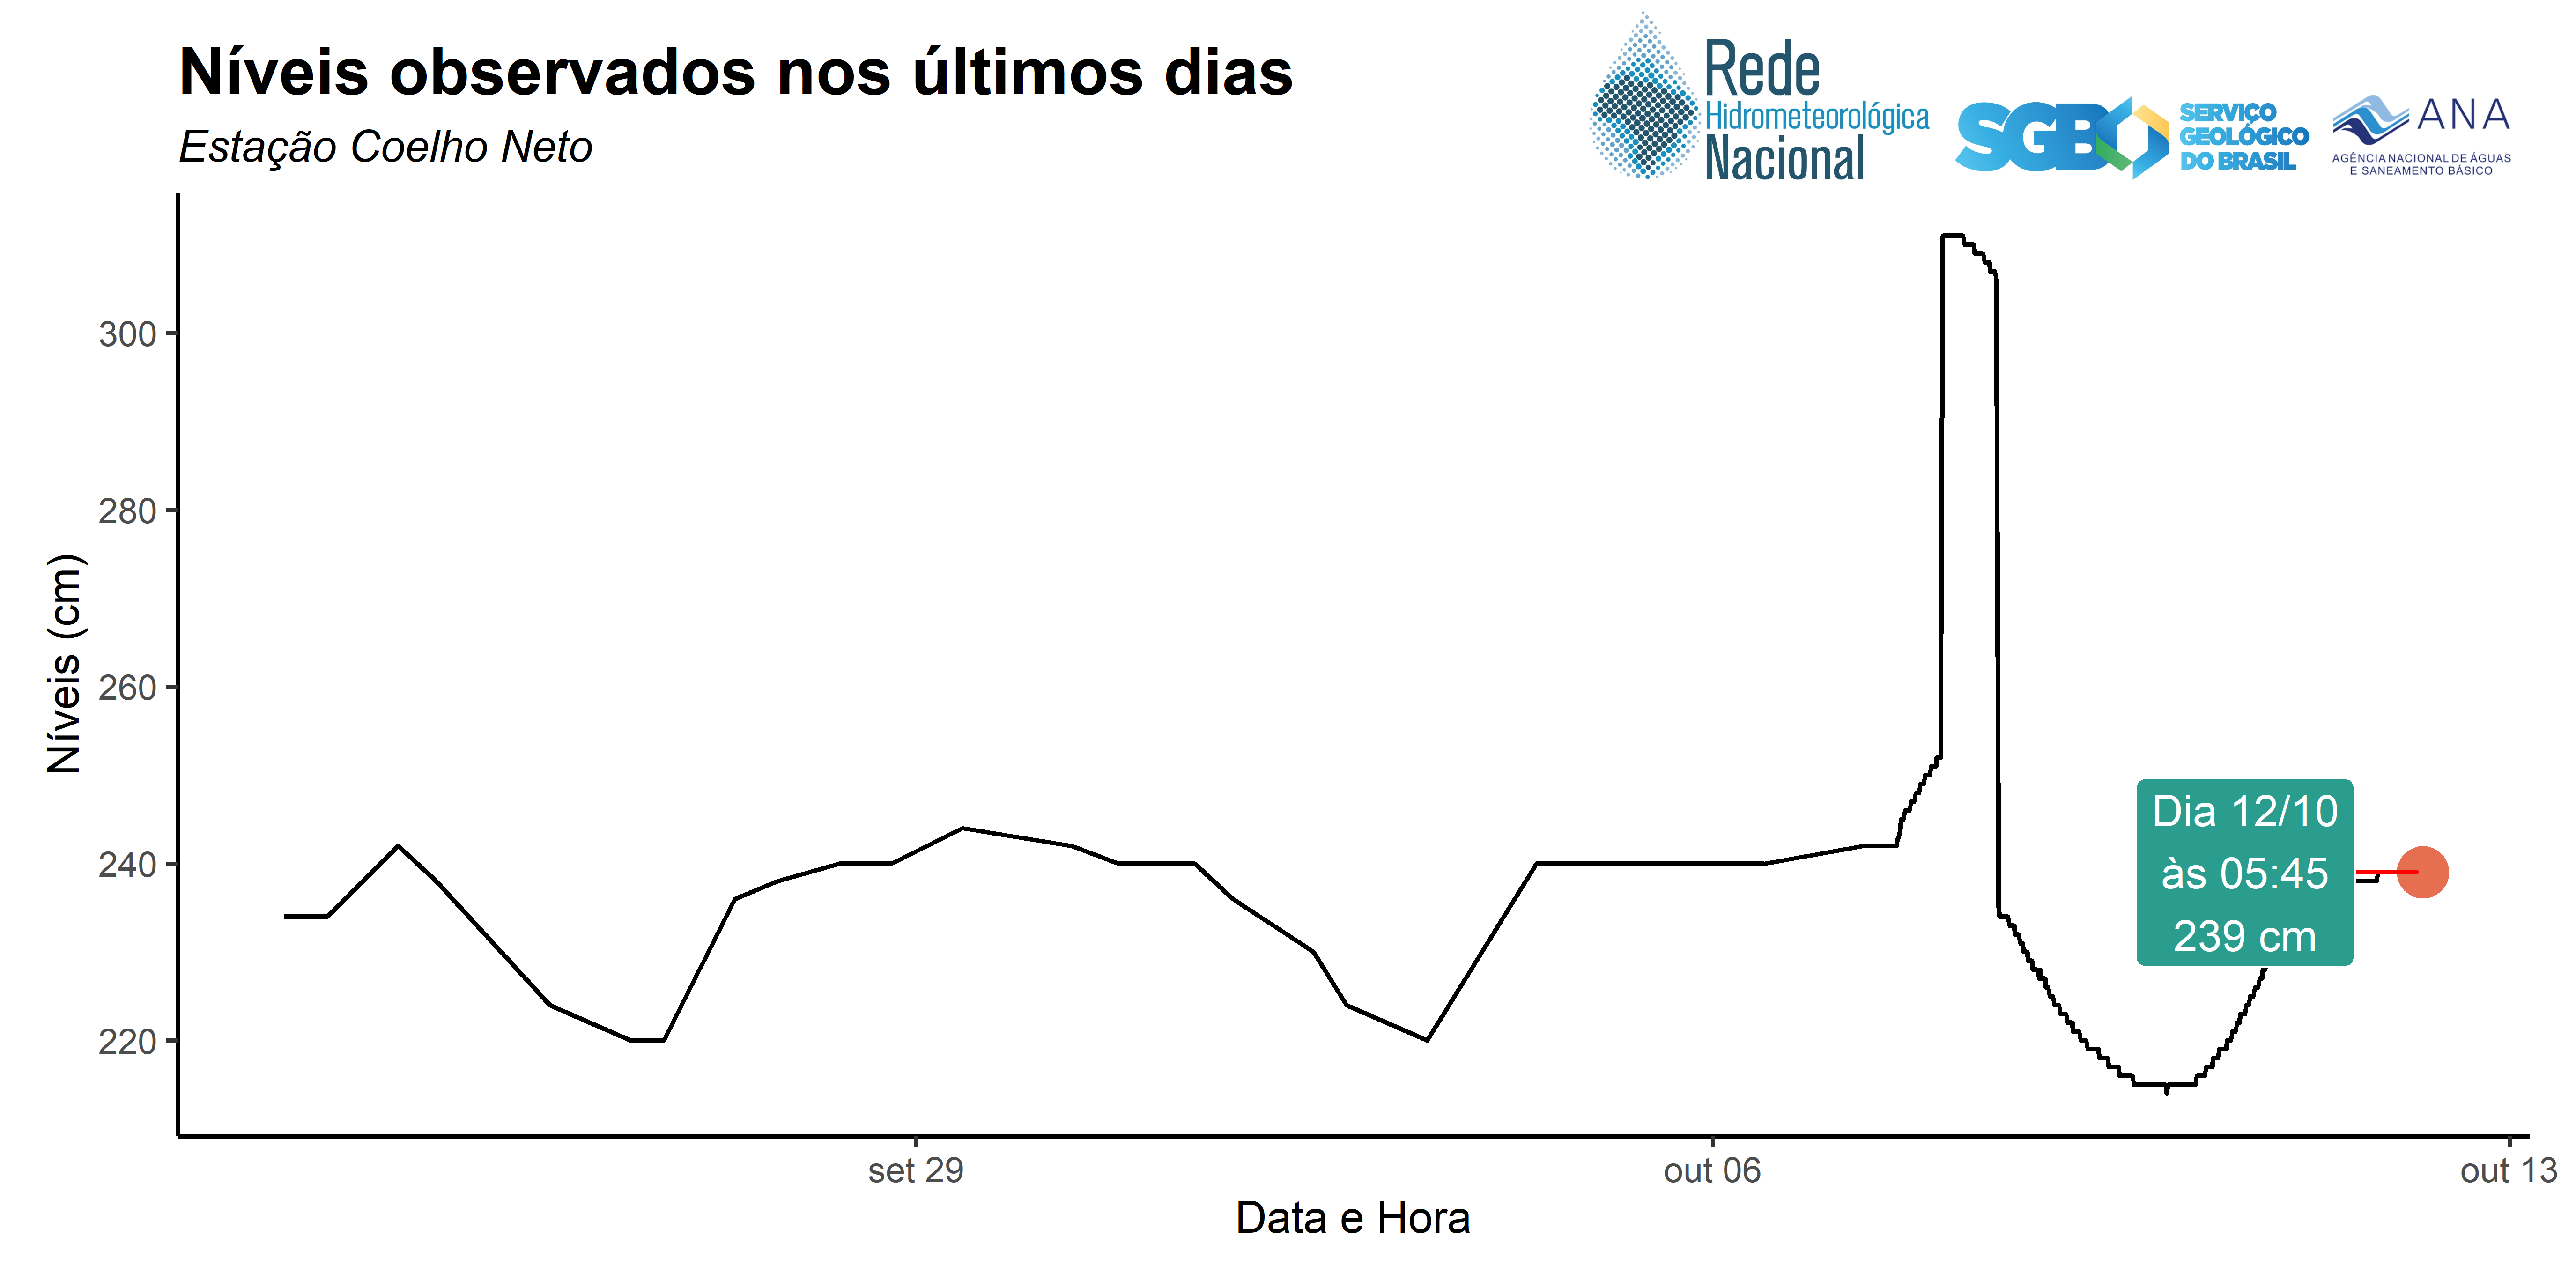 Níveis observados nos últimos dias
Estação Coelho Neto
Rede
Hidrometeorológica
Nacional
SGB
SERVIÇO
GEOLÓGICO
DO BRASIL
ANA
AGÊNCIA NACIONAL DE ÁGUAS
E SANEAMENTO BÁSICO
Níveis (cm)
300
280
260
240
220
Dia 12/10
às 05:45
239 cm
set 29
out 06
out 13
Data e Hora